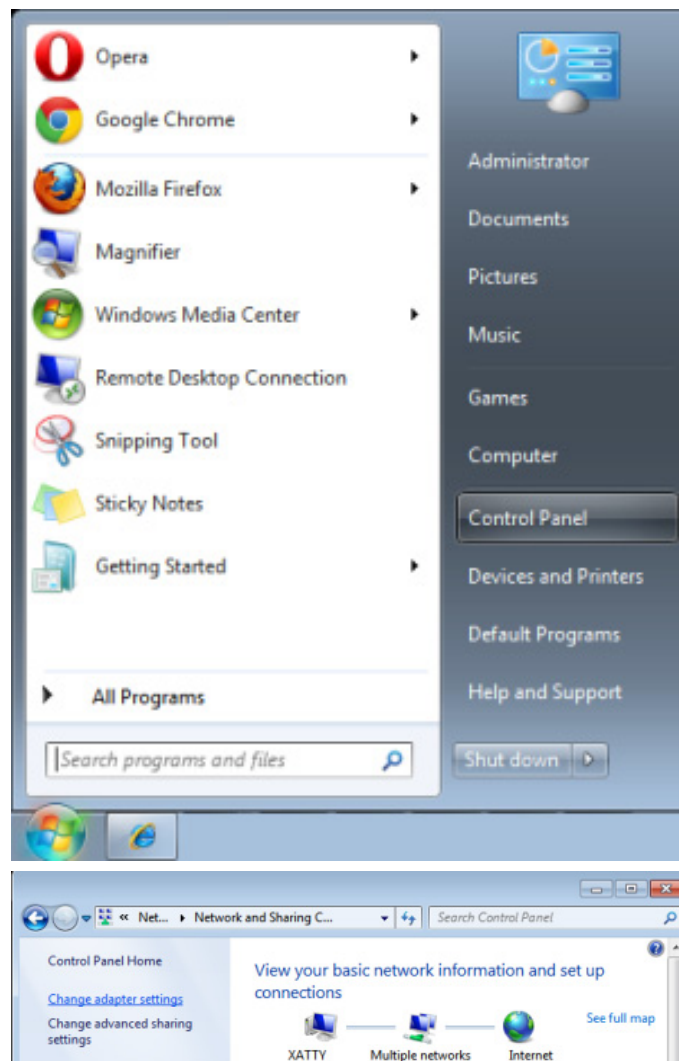 Opera
Google Chrome
Mozilla Firefox
Magnifier
Windows Media Center
Remote Desktop Connection
Snipping Tool
Sticky Notes
Getting Started
All Programs
Search programs and files
Administrator
Documents
Pictures
Music
Games
Computer
Control Panel
Devices and Printers
Default Programs
Help and Support
Shut down
« Net... Network and Sharing C...
Search Control Panel
Control Panel Home
Change adapter settings
Change advanced sharing
settings
View your basic network information and set up
connections
See full map
XATTY Multiple networks Internet